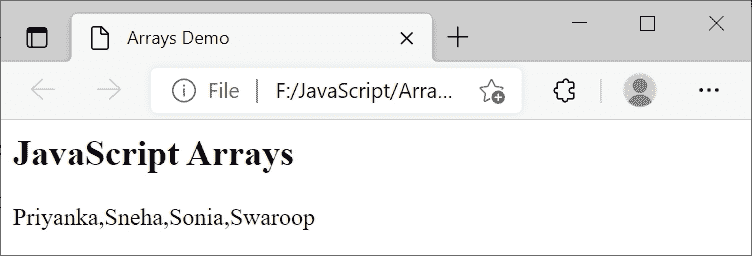 Arrays Demo
File F:/JavaScript/Arra...
JavaScript Arrays
Priyanka,Sneha,Sonia,Swaroop